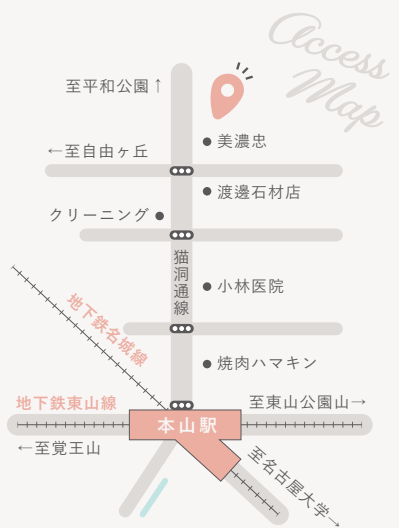 Access
Map
至平和公園↑
美濃忠
←至自由ヶ丘
渡邊石材店
クリーニング
猫洞通線
小林医院
地下鉄名城線
焼肉ハマキン
地下鉄東山線
至東山公園山→
本山駅
←至覚王山
至名古屋大学→